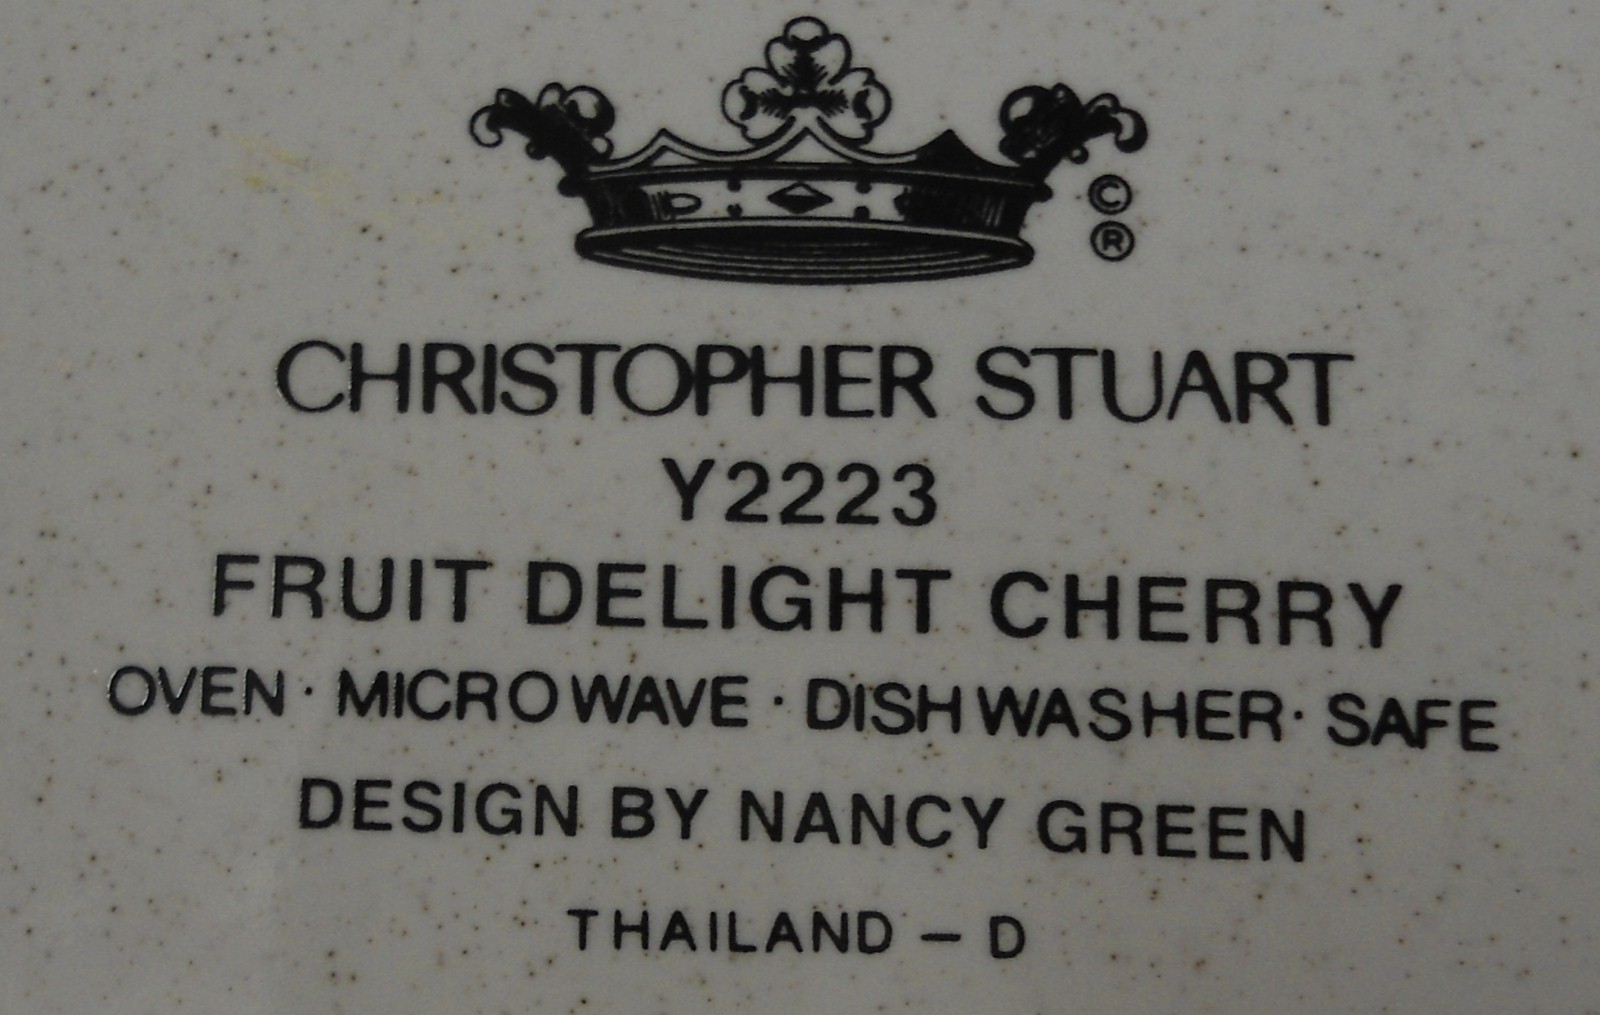 ©
®
CHRISTOPHER STUART
Y2223
FRUIT DELIGHT CHERRY
OVEN · MICROWAVE · DISHWASHER · SAFE
DESIGN BY NANCY GREEN
THAILAND – D